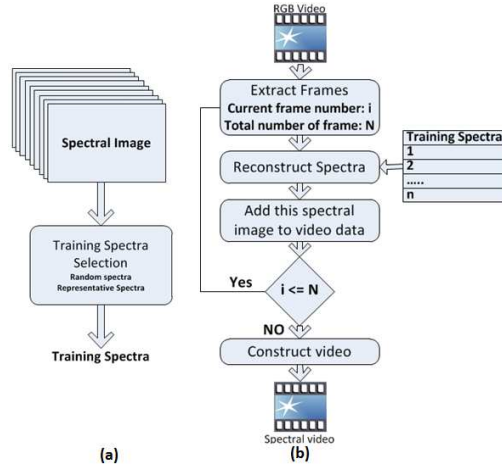 Spectral Image
Training Spectra
Selection
Random spectra
Representative Spectra
Training Spectra
(a)
RGB Video
Extract Frames
Current frame number: i
Total number of frame: N
Reconstruct Spectra
Training Spectra
1
2
.....
n
Add this spectral
image to video data
Yes
i <= N
NO
Construct video
Spectral video
(b)